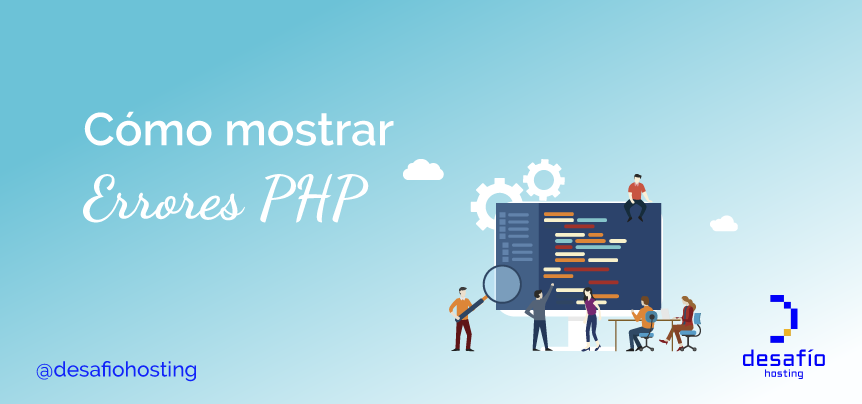 Cómo mostrar
Errores PHP
@desafiohosting
desafío
hosting